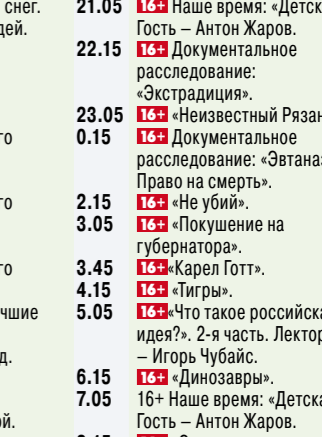 снег.
дей.
го
го
го
чшие
д.
й.
21.05 16+ Наше время: «Детск
Гость – Антон Жаров.
22.15 16+ Документальное
расследование:
«Экстрадиция».
23.05 16+ «Неизвестный Рязан
0.15 16+ Документальное
расследование: «Эвтана
Право на смерть».
2.15 16+ «Не убий».
3.05 16+ «Покушение на
губернатора».
3.45 16+«Карел Готт».
4.15 16+ «Тигры».
5.05 16+«Что такое российска
идея?». 2-я часть. Лектор
– Игорь Чубайс.
6.15 16+ «Динозавры».
7.05 16+ Наше время: «Детска
Гость – Антон Жаров.